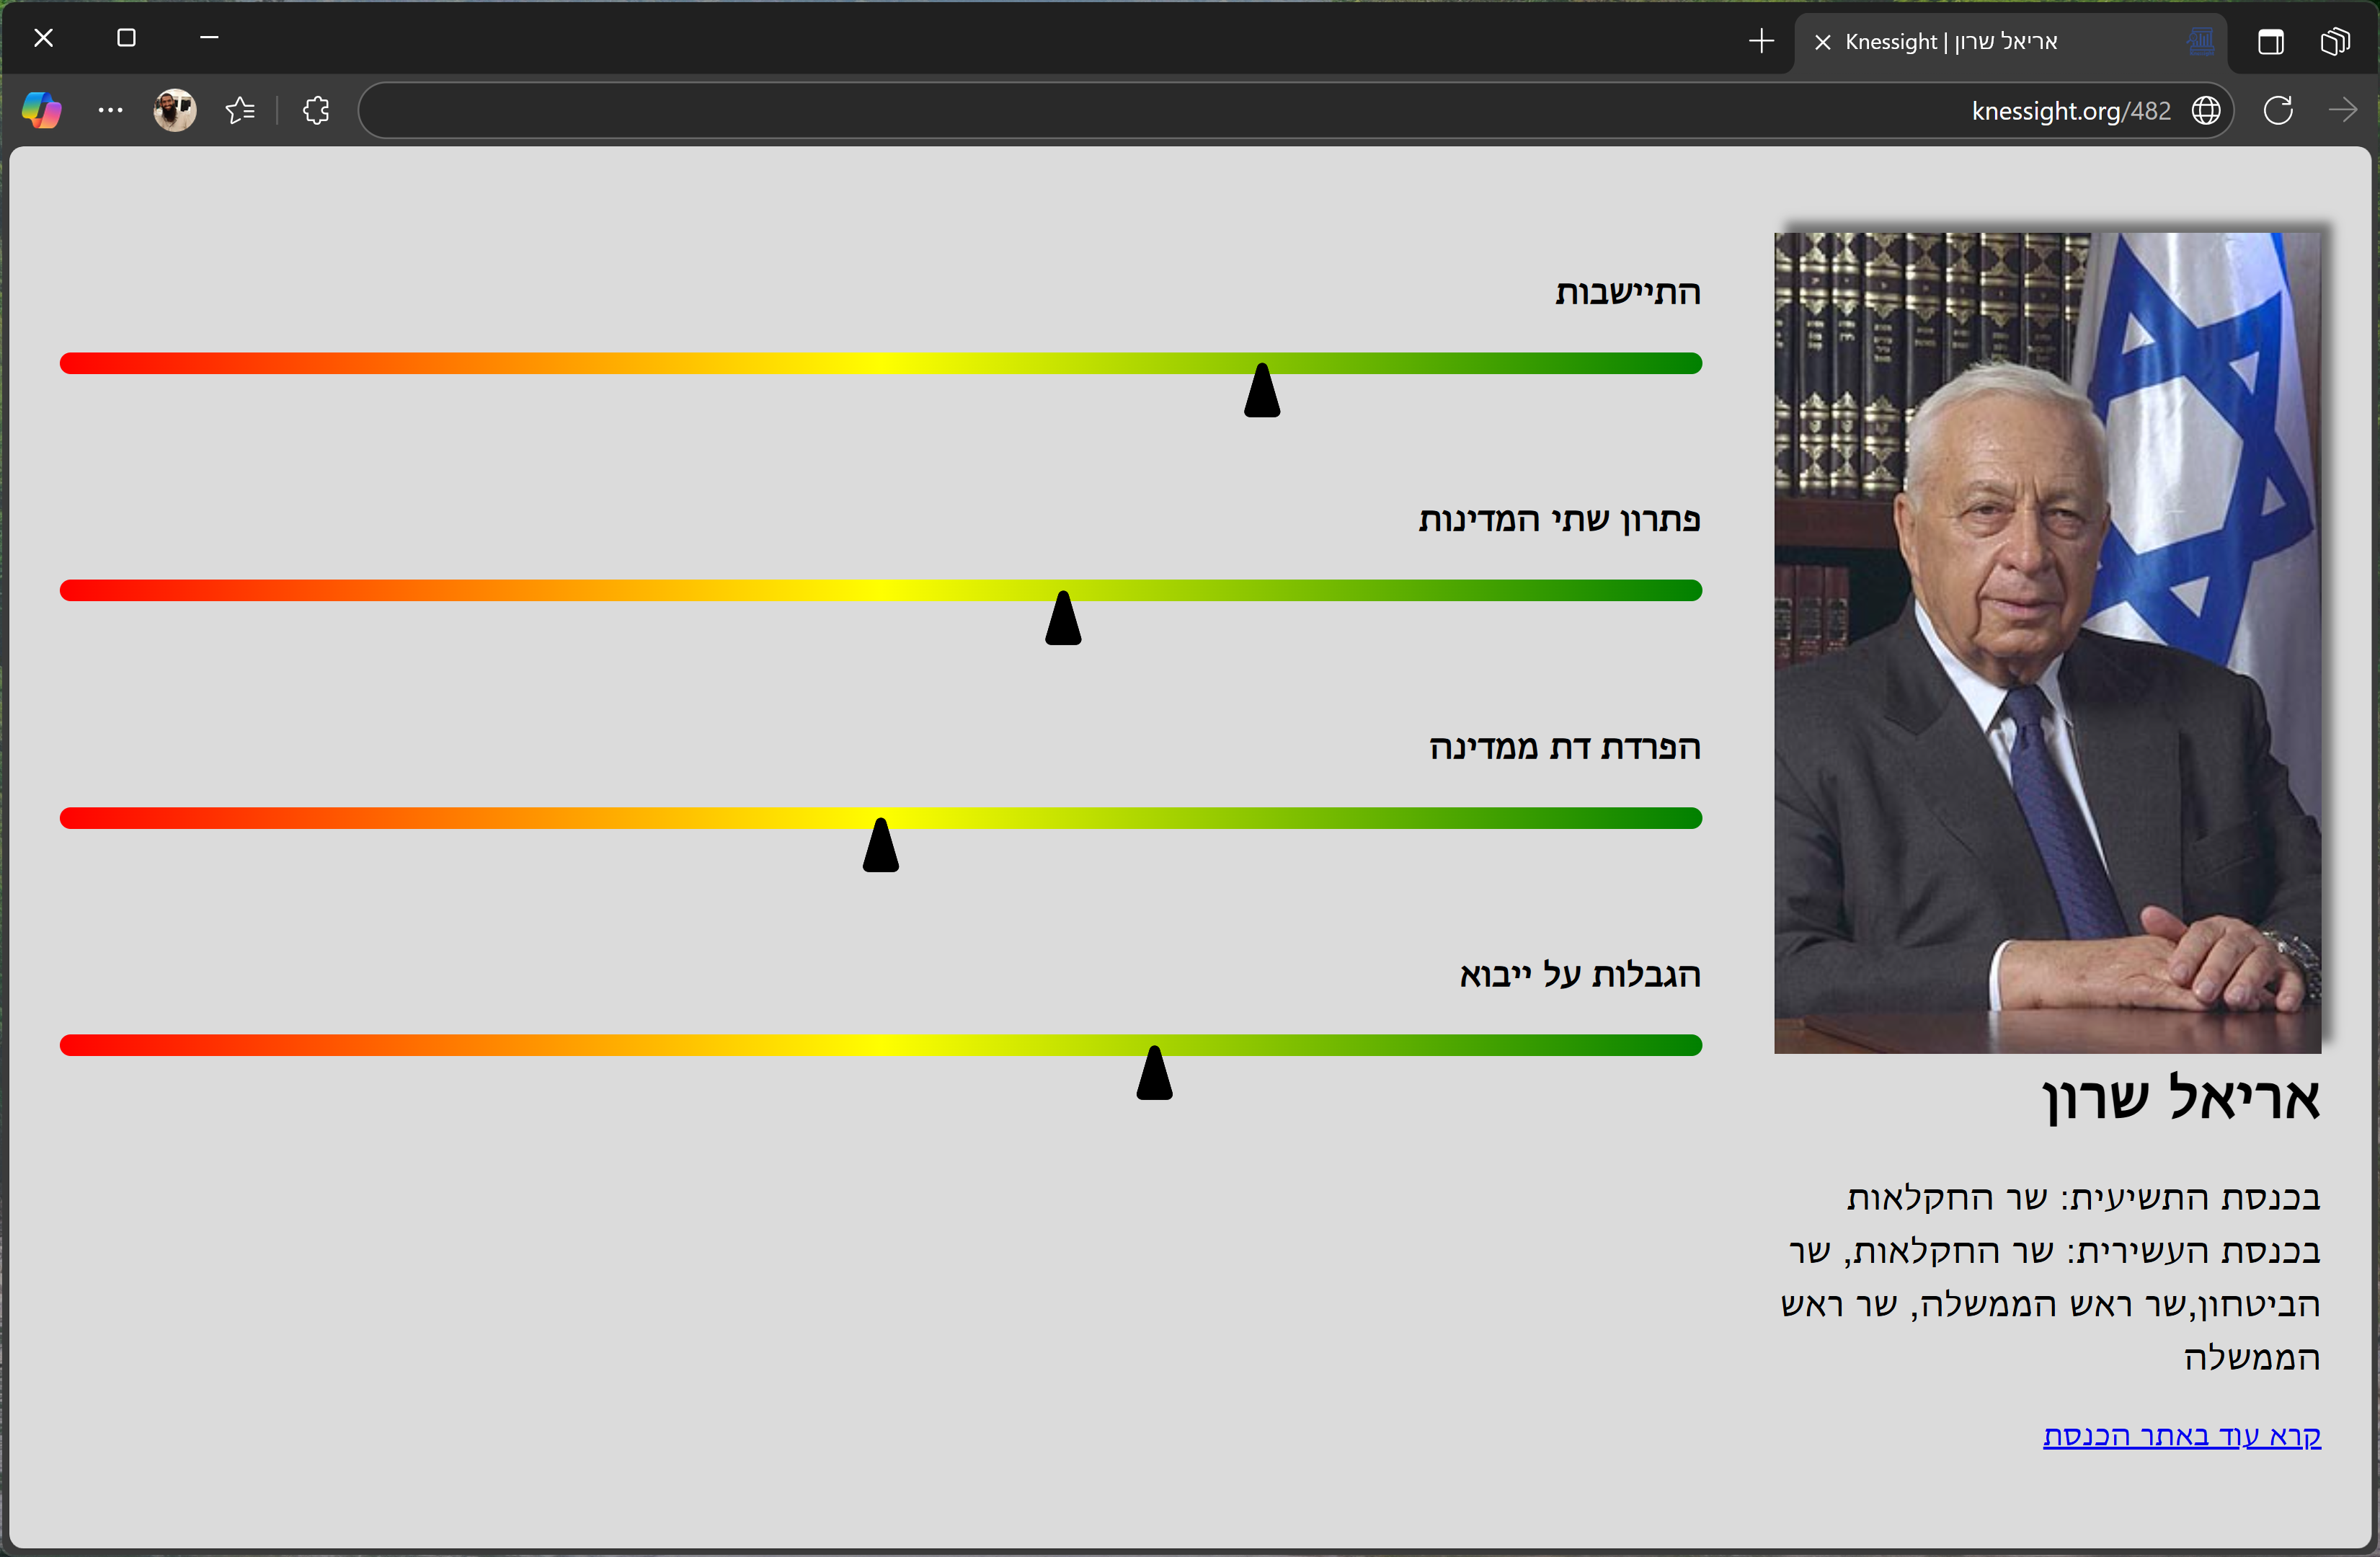 אריאל שרון | Knessight
knessight.org/482
התיישבות
פתרון שתי המדינות
הפרדת דת ממדינה
הגבלות על ייבוא
אריאל שרון
בכנסת התשיעית: שר החקלאות
בכנסת העשירית: שר החקלאות, שר
הביטחון,שר ראש הממשלה, שר ראש
הממשלה
קרא עוד באתר הכנסת